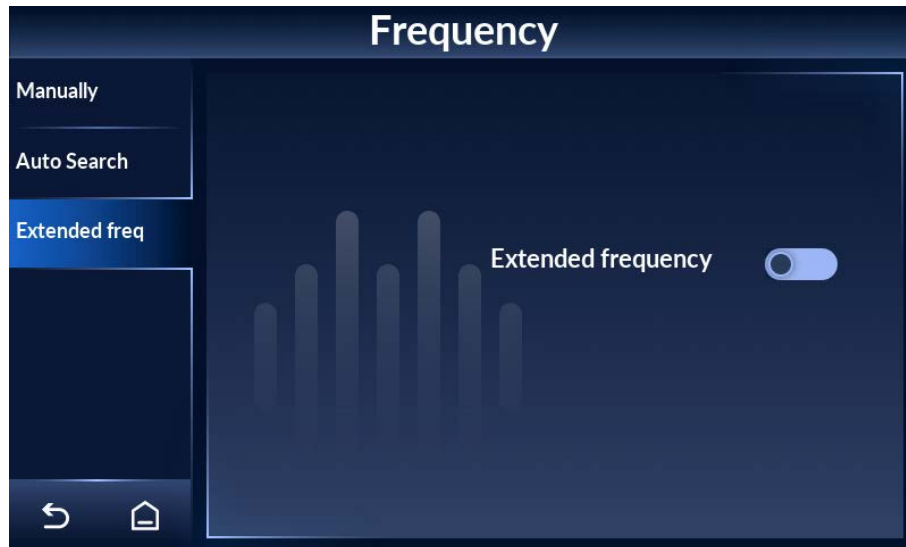 Frequency
Manually
Auto Search
Extended freq
Extended frequency